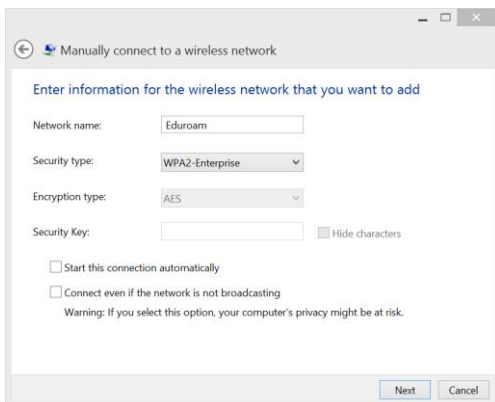 Manually connect to a wireless network
Enter information for the wireless network that you want to add
Network name: Eduroam
Security type: WPA2-Enterprise
Encryption type: AES
Security Key: Hide characters
Start this connection automatically
Connect even if the network is not broadcasting
Warning: If you select this option, your computer's privacy might be at risk.
Next Cancel